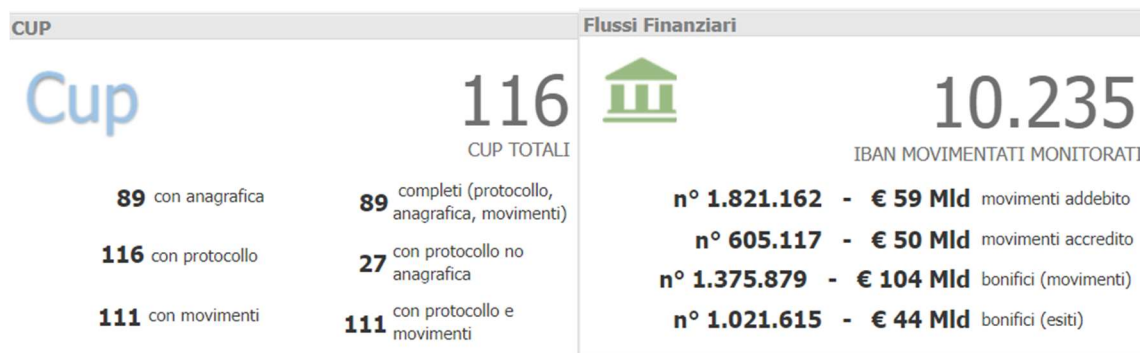 CUP
Cup
116
CUP TOTALI
89 con anagrafica
89 completi (protocollo,
anagrafica, movimenti)
116 con protocollo
27 con protocollo no
anagrafica
111 con movimenti
111 con protocollo e
movimenti
Flussi Finanziari
10.235
IBAN MOVIMENTATI MONITORATI
n° 1.821.162 - € 59 Mld movimenti addebito
n° 605.117 - € 50 Mld movimenti accredito
n° 1.375.879 - € 104 Mld bonifici (movimenti)
n° 1.021.615 - € 44 Mld bonifici (esiti)